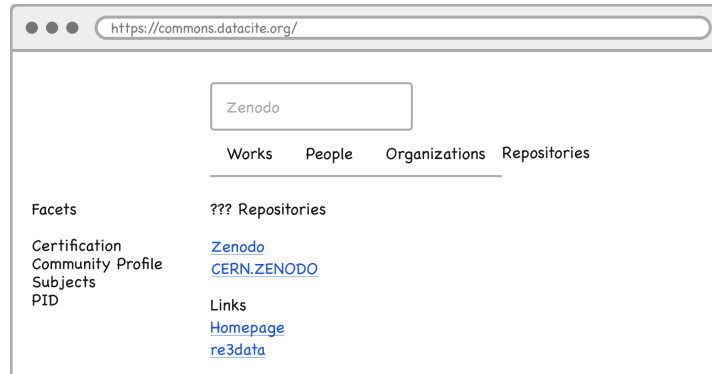 https://commons.datacite.org/
Zenodo
Works People Organizations Repositories
Facets
Certification
Community Profile
Subjects
PID
??? Repositories
Zenodo
CERN.ZENODO
Links
Homepage
re3data